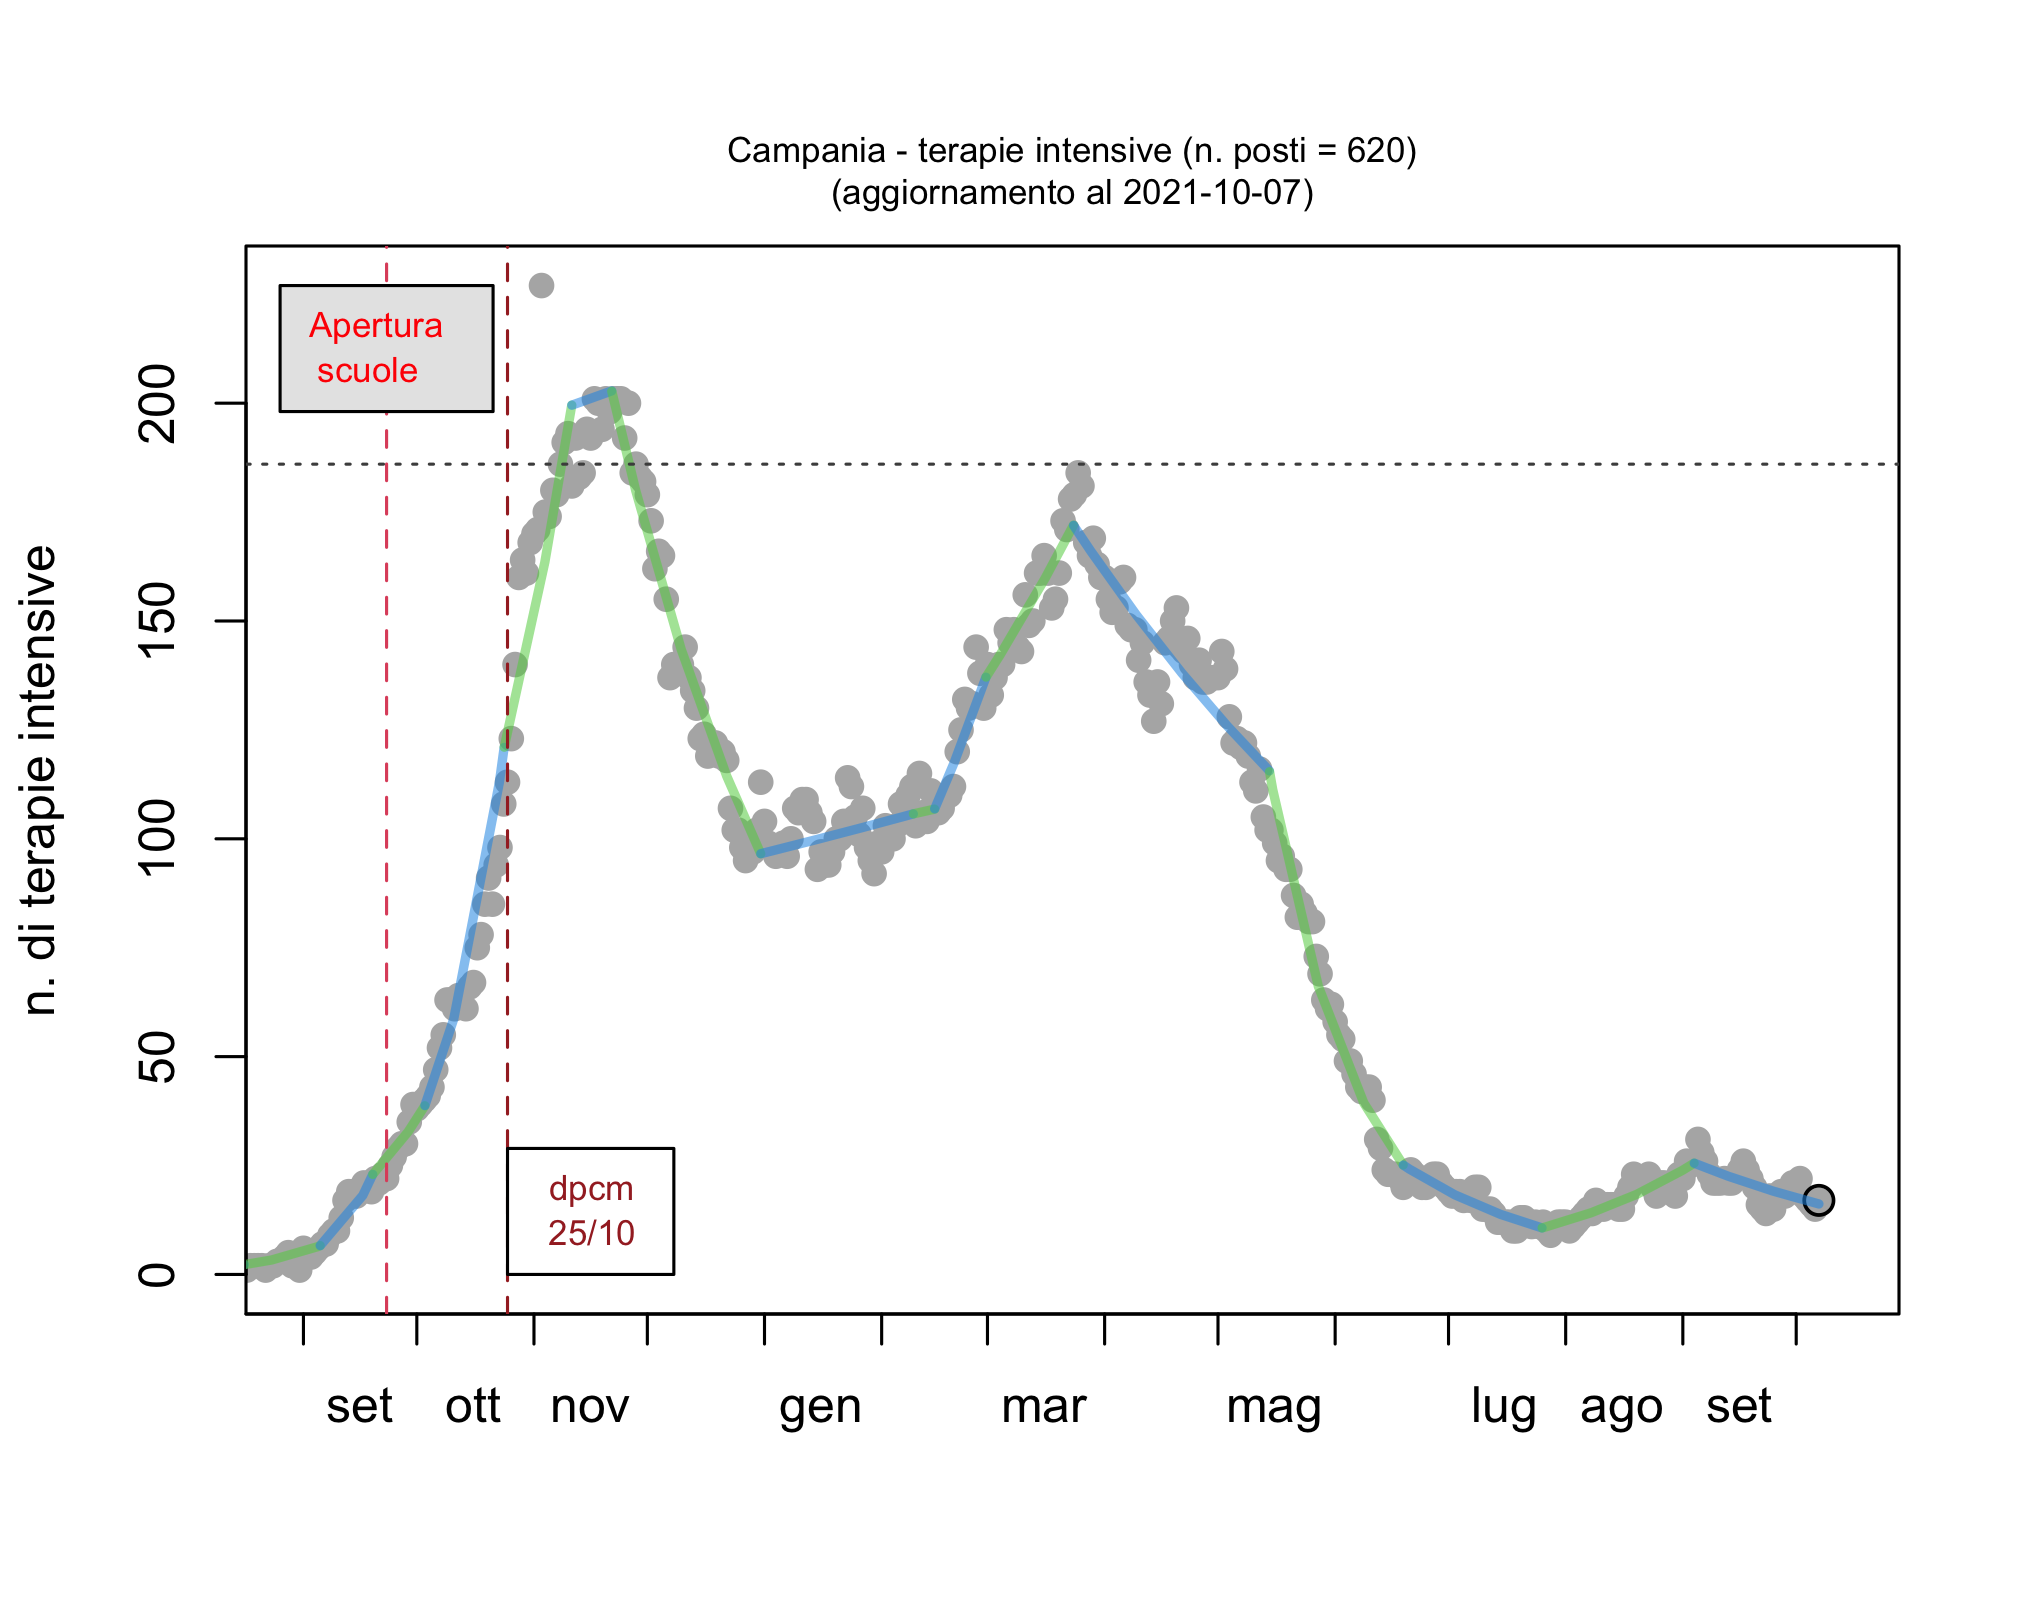 Campania - terapie intensive (n. posti = 620)
(aggiornamento al 2021-10-07)
n. di terapie intensive
200
150
100
50
0
Apertura
scuole
dpcm
25/10
set ott nov gen mar mag lug ago set